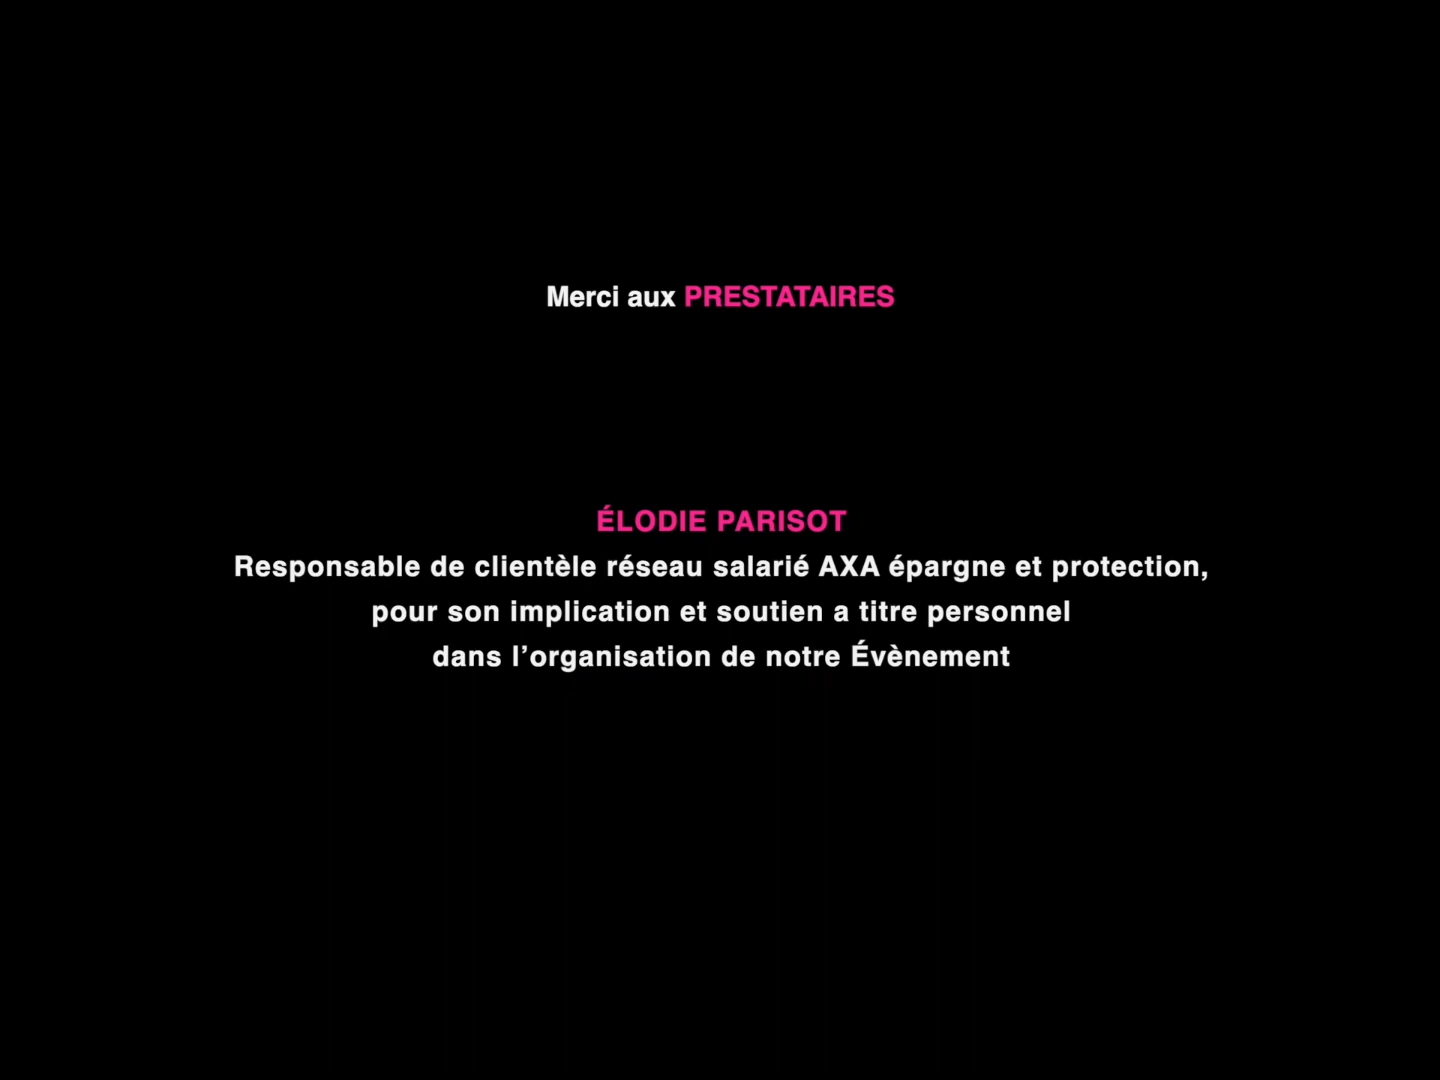 Merci aux PRESTATAIRES
ÉLODIE PARISOT
Responsable de clientèle réseau salarié AXA épargne et protection,
pour son implication et soutien a titre personnel
dans l’organisation de notre Évènement